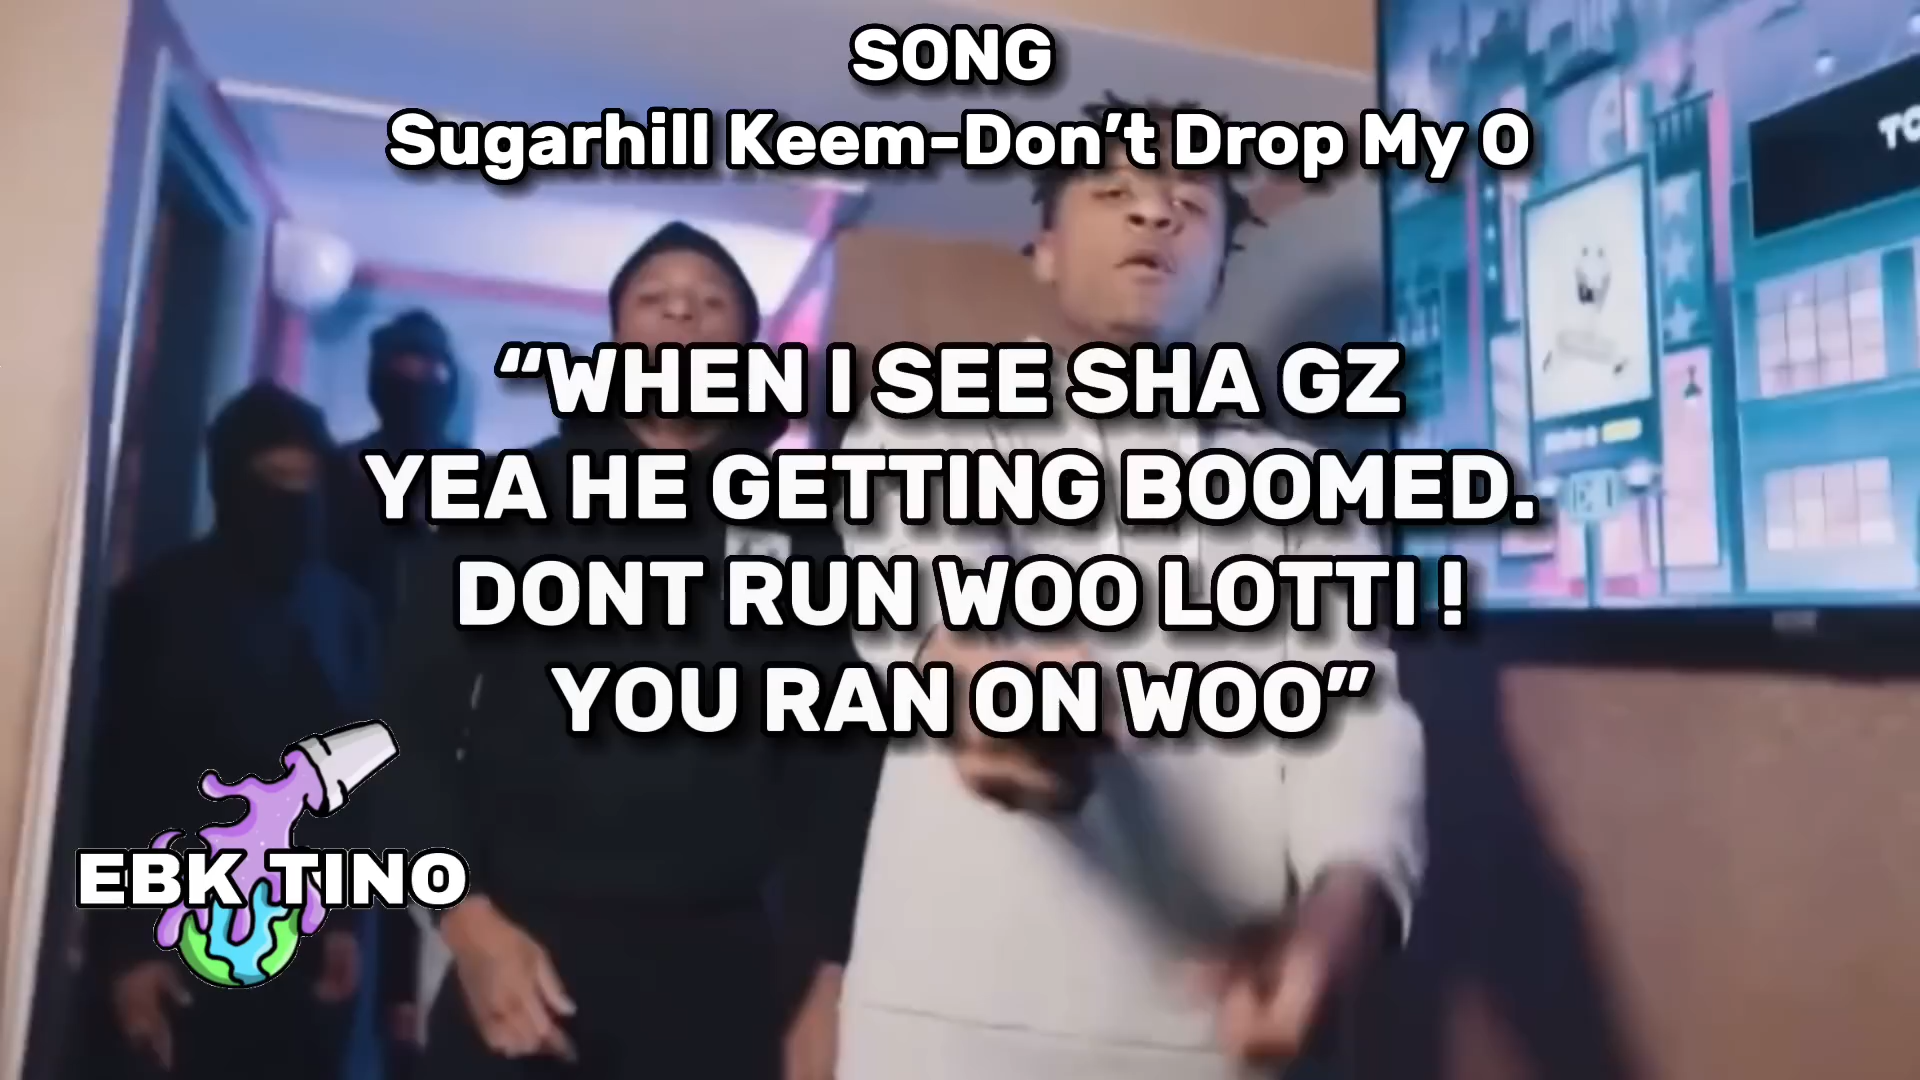 SONG
Sugarhill Keem-Don’t Drop My O
TO
“WHEN I SEE SHA GZ
YEA HE GETTING BOOMED.
DONT RUN WOO LOTTI !
YOU RAN ON WOO”
EBK TINO